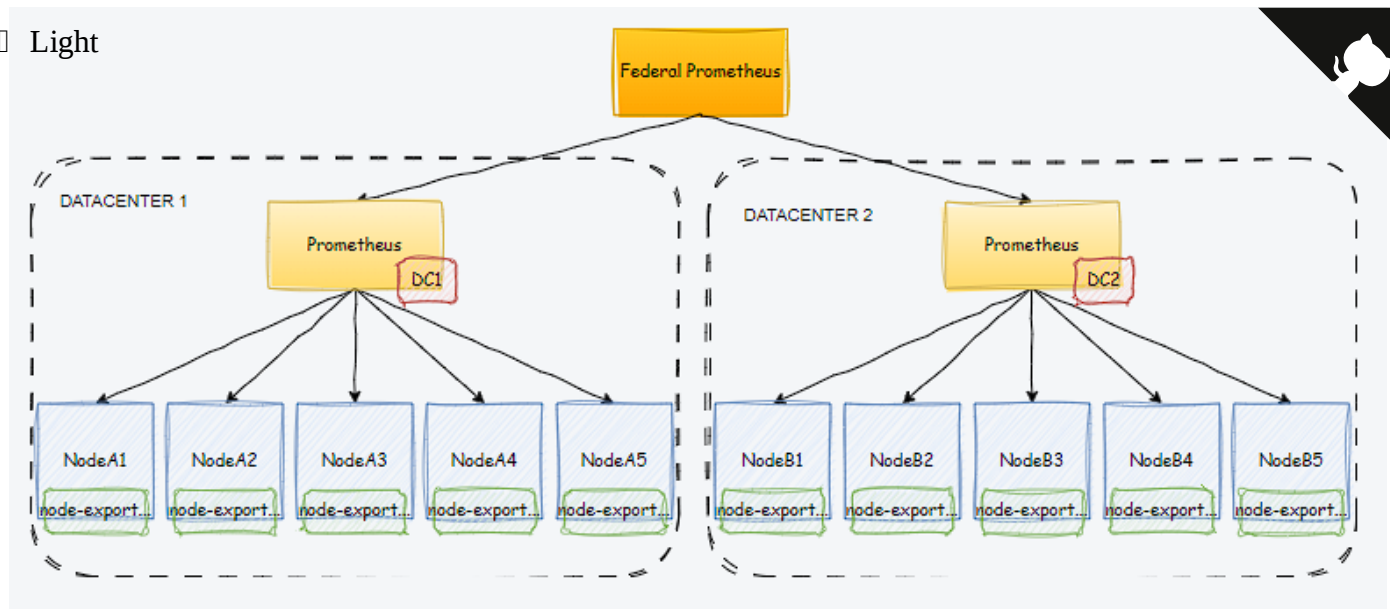 Light
Federal Prometheus
DATACENTER 1
DATACENTER 2
Prometheus
DC1
Prometheus
DC2
NodeA1
NodeA2
NodeA3
NodeA4
NodeA5
NodeB1
NodeB2
NodeB3
NodeB4
NodeB5
node-export...
node-export...
node-export...
node-export...
node-export...
node-export...
node-export...
node-export...
node-export...
node-export...